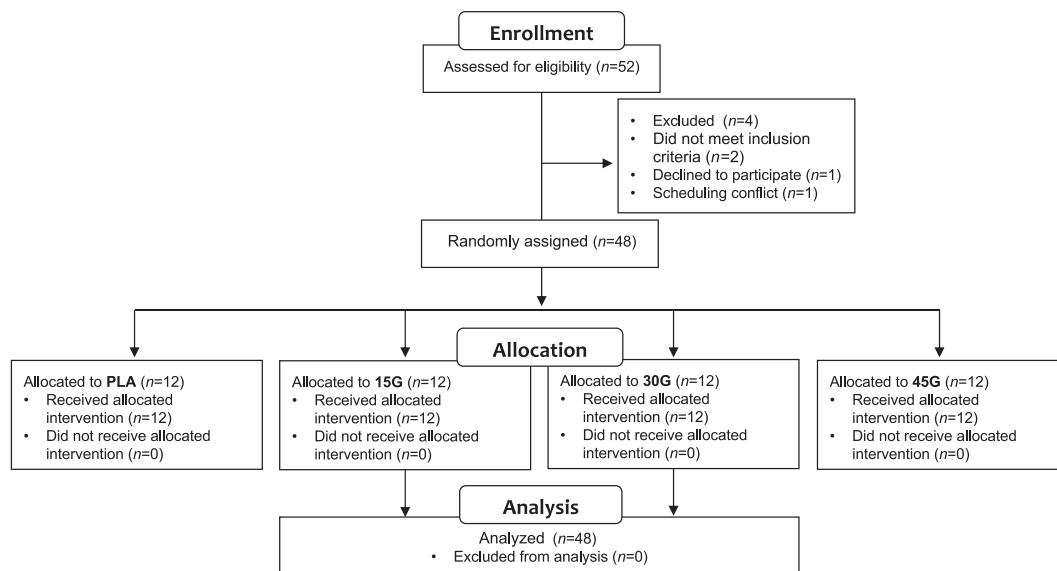 Enrollment
Assessed for eligibility (n=52)
• Excluded (n=4)
• Did not meet inclusion
criteria (n=2)
• Declined to participate (n=1)
• Scheduling conflict (n=1)
Randomly assigned (n=48)
Allocation
Allocated to PLA (n=12)
• Received allocated
intervention (n=12)
• Did not receive allocated
intervention (n=0)
Allocated to 15G (n=12)
• Received allocated
intervention (n=12)
• Did not receive allocated
intervention (n=0)
Allocated to 30G (n=12)
• Received allocated
intervention (n=12)
• Did not receive allocated
intervention (n=0)
Allocated to 45G (n=12)
• Received allocated
intervention (n=12)
• Did not receive allocated
intervention (n=0)
Analysis
Analyzed (n=48)
• Excluded from analysis (n=0)